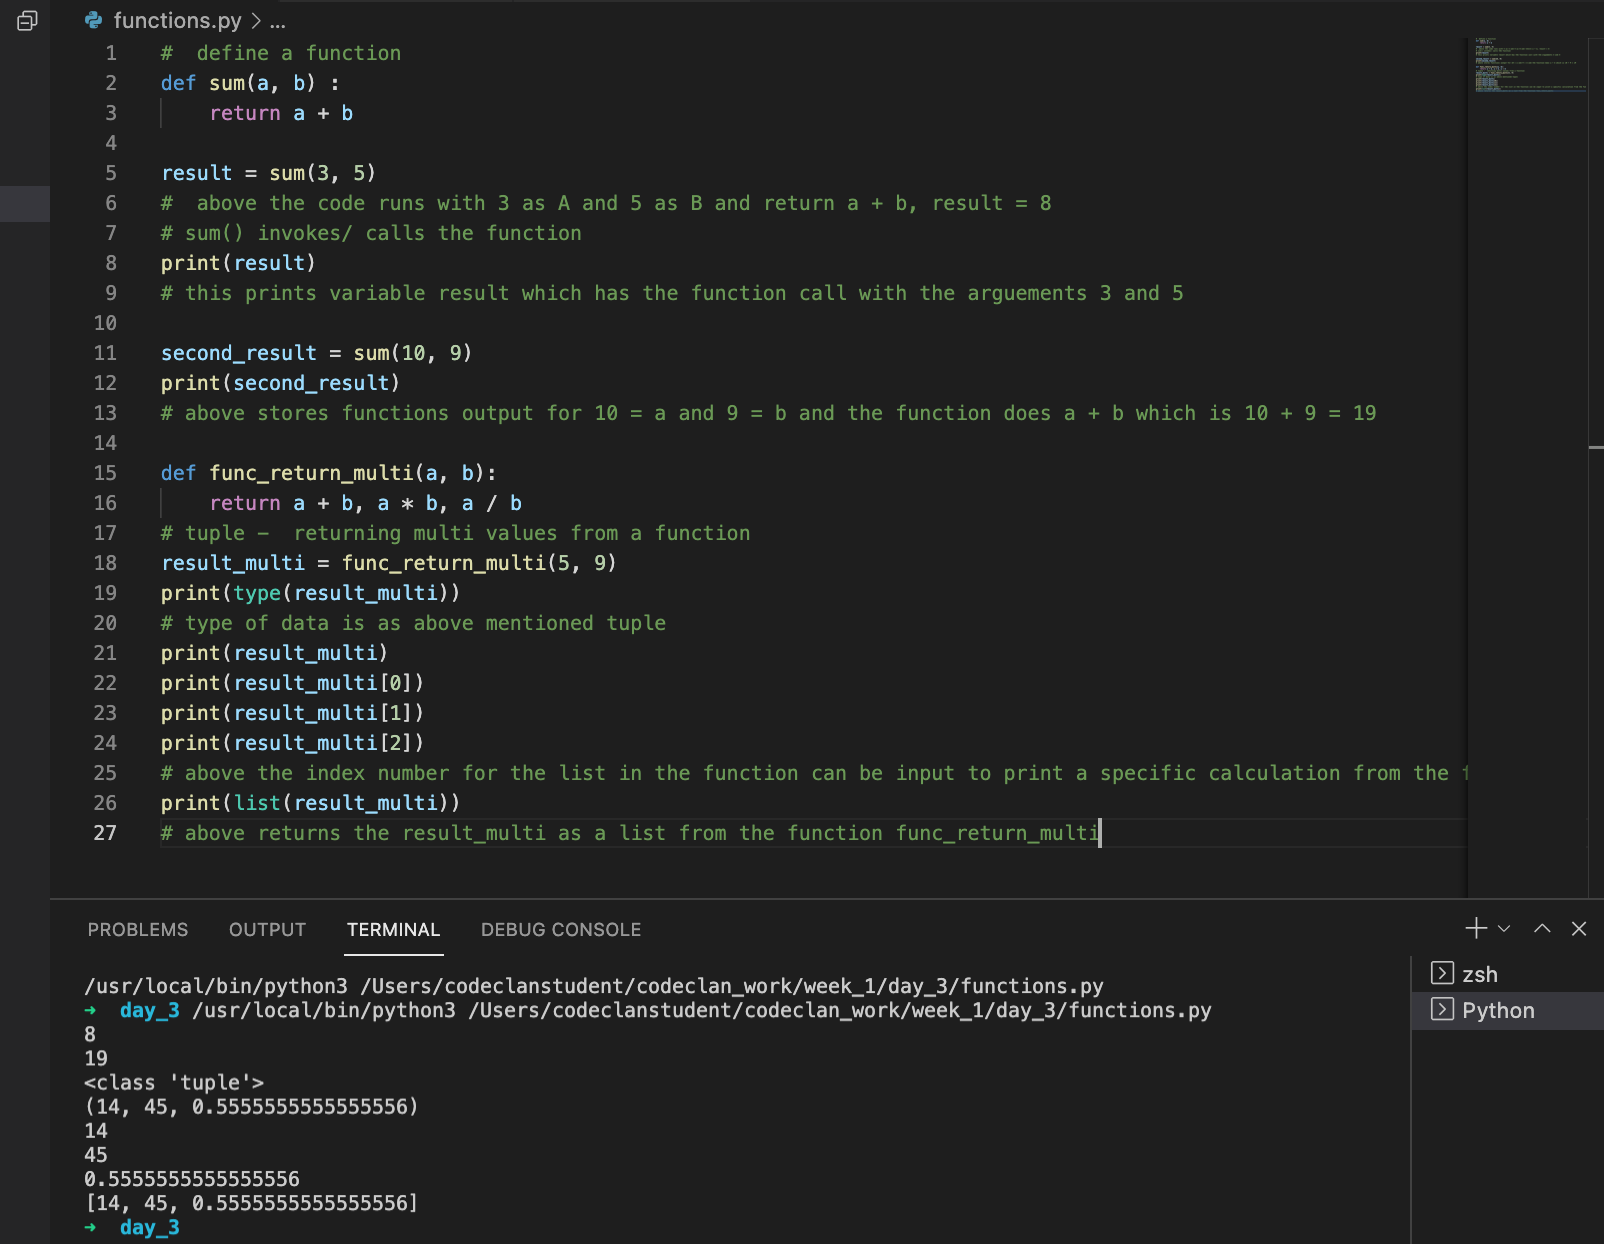 functions.py > ...
1 #  define a function
2 def sum(a, b) :
3     return a + b
4
5 result = sum(3, 5)
6 #  above the code runs with 3 as A and 5 as B and return a + b, result = 8
7 # sum() invokes/ calls the function
8 print(result)
9 # this prints variable result which has the function call with the arguements 3 and 5
10
11 second_result = sum(10, 9)
12 print(second_result)
13 # above stores functions output for 10 = a and 9 = b and the function does a + b which is 10 + 9 = 19
14
15 def func_return_multi(a, b):
16     return a + b, a * b, a / b
17 # tuple -  returning multi values from a function
18 result_multi = func_return_multi(5, 9)
19 print(type(result_multi))
20 # type of data is as above mentioned tuple
21 print(result_multi)
22 print(result_multi[0])
23 print(result_multi[1])
24 print(result_multi[2])
25 # above the index number for the list in the function can be input to print a specific calculation from the
26 print(list(result_multi))
27 # above returns the result_multi as a list from the function func_return_multi
PROBLEMS OUTPUT TERMINAL DEBUG CONSOLE
/usr/local/bin/python3 /Users/codeclanstudent/codeclan_work/week_1/day_3/functions.py
➜  day_3 /usr/local/bin/python3 /Users/codeclanstudent/codeclan_work/week_1/day_3/functions.py
8
19
<class 'tuple'>
(14, 45, 0.5555555555555556)
14
45
0.5555555555555556
[14, 45, 0.5555555555555556]
➜  day_3
zsh
Python